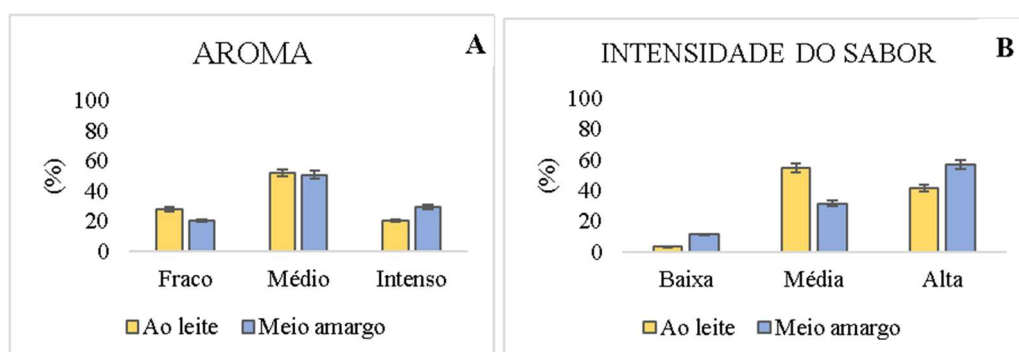 AROMA
A
100
80
60
40
20
0
(%)
Fraco Médio Intenso
Ao leite Meio amargo
INTENSIDADE DO SABOR
B
100
80
60
40
20
0
(%)
Baixa Média Alta
Ao leite Meio amargo